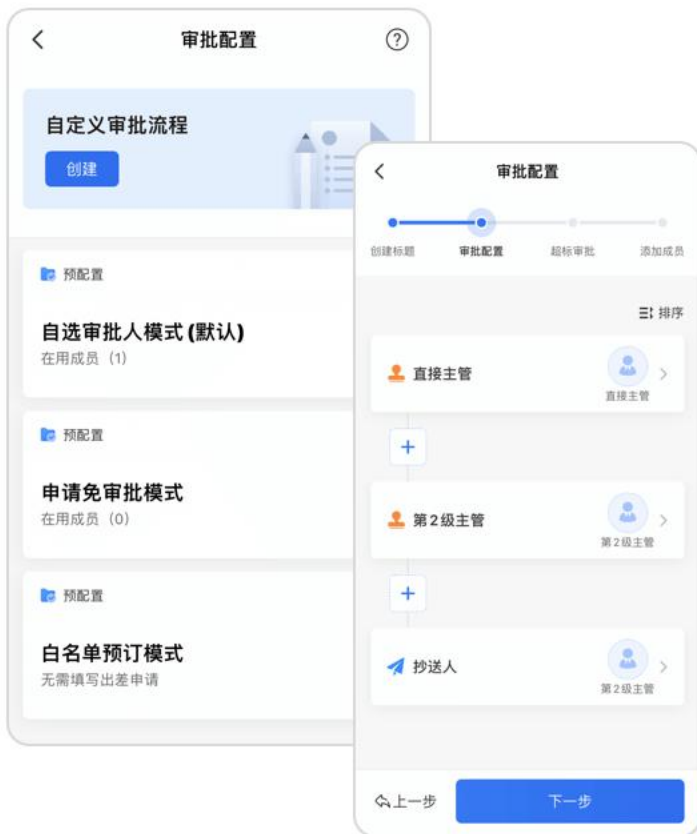 审批配置
自定义审批流程
创建
预配置
自选审批人模式(默认)
在用成员（1）
预配置
申请免审批模式
在用成员（0）
预配置
白名单预订模式
无需填写出差申请
审批配置
创建标题 审批配置 超标审批 添加成员
排序
直接主管
直接主管
第2级主管
第2级主管
抄送人
第2级主管
上一步 下一步